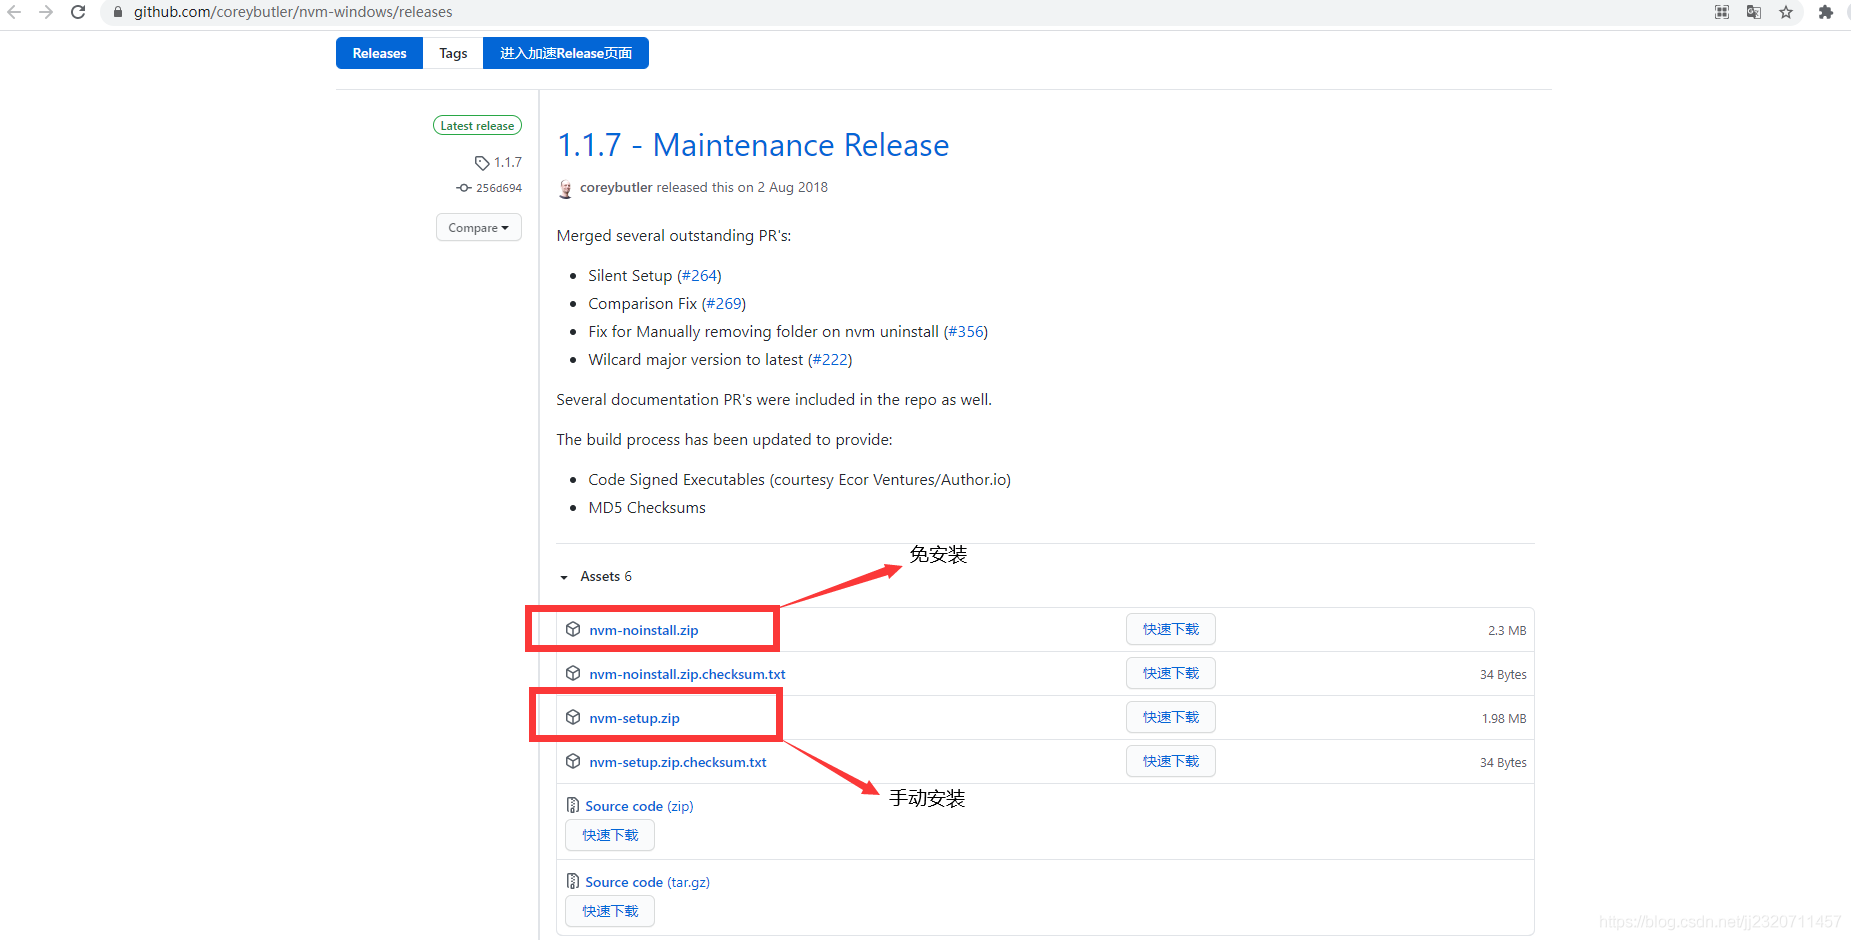 github.com/coreybutler/nvm-windows/releases
Releases Tags 进入加速Release页面
Latest release
1.1.7
256d694
Compare
1.1.7 - Maintenance Release
coreybutler released this on 2 Aug 2018
Merged several outstanding PR's:
Silent Setup (#264)
Comparison Fix (#269)
Fix for Manually removing folder on nvm uninstall (#356)
Wilcard major version to latest (#222)
Several documentation PR's were included in the repo as well.
The build process has been updated to provide:
Code Signed Executables (courtesy Ecor Ventures/Author.io)
MD5 Checksums
免安装
Assets 6
nvm-noinstall.zip 快速下载 2.3 MB
nvm-noinstall.zip.checksum.txt 快速下载 34 Bytes
nvm-setup.zip 快速下载 1.98 MB
nvm-setup.zip.checksum.txt 快速下载 34 Bytes
手动安装
Source code (zip)
快速下载
Source code (tar.gz)
快速下载
https://blog.csdn.net/jj2320711457